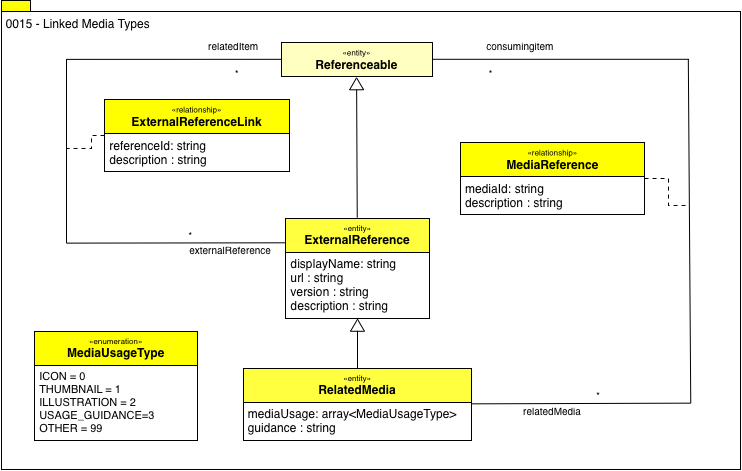 0015 - Linked Media Types
relatedItem
«entity»
Referenceable
consumingitem
*
*
«relationship»
ExternalReferenceLink
referenceId: string
description : string
«relationship»
MediaReference
mediaId: string
description : string
*
externalReference
«entity»
ExternalReference
displayName: string
url : string
version : string
description : string
«enumeration»
MediaUsageType
ICON = 0
THUMBNAIL = 1
ILLUSTRATION = 2
USAGE_GUIDANCE=3
OTHER = 99
«entity»
RelatedMedia
mediaUsage: array<MediaUsageType>
guidance : string
*
relatedMedia